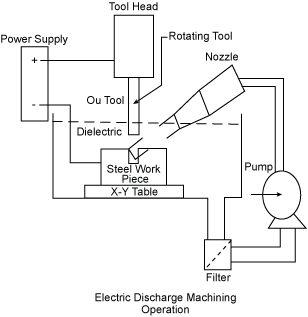 Tool Head
Power Supply
Rotating Tool
Nozzle
+
Ou Tool
-
Dielectric
Steel Work
Piece
Pump
X-Y Table
Filter
Electric Discharge Machining
Operation